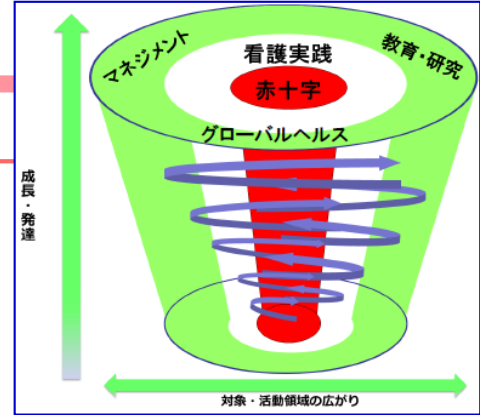 マネジメント
看護実践
教育・研究
赤十字
グローバルヘルス
成長・発達
対象・活動領域の広がり